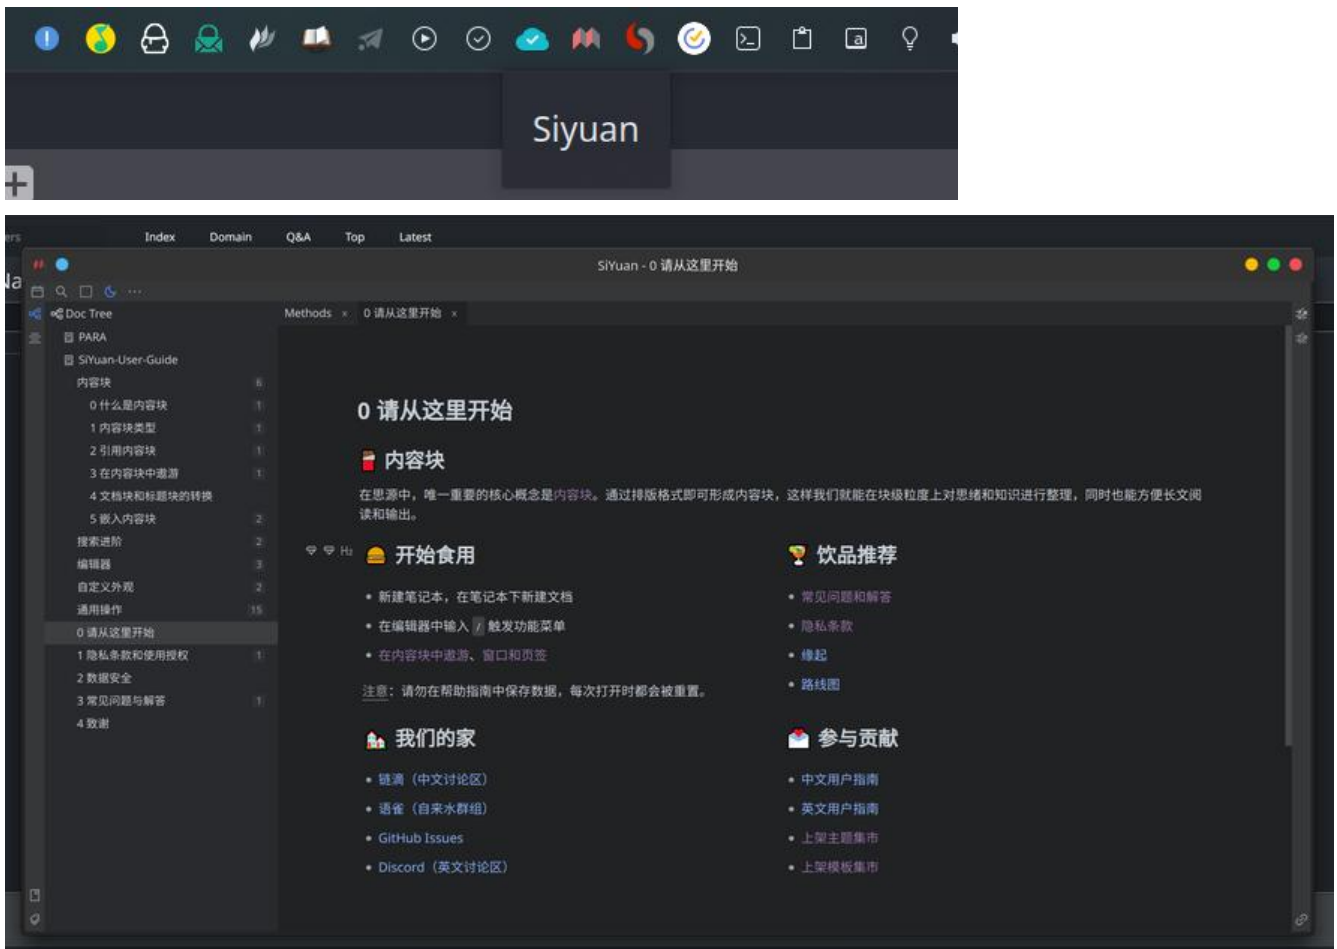 Siyuan
ers
Index Domain Q&A Top Latest
SiYuan - 0 请从这里开始
Na
Doc Tree
PARA
SiYuan-User-Guide
内容块 6
0 什么是内容块 1
1 内容块类型 1
2 引用内容块 1
3 在内容块中遨游 1
4 文档块和标题块的转换
5 嵌入内容块 2
搜索进阶 2
编辑器 3
自定义外观 2
通用操作 15
0 请从这里开始
1 隐私条款和使用授权 1
2 数据安全
3 常见问题与解答 1
4 致谢
Methods × 0 请从这里开始 ×
0 请从这里开始
内容块
在思源中，唯一重要的核心概念是内容块。通过排版格式即可形成内容块，这样我们就能在块级粒度上对思绪和知识进行整理，同时也能方便长文阅
读和输出。
H₂ 开始食用
• 新建笔记本，在笔记本下新建文档
• 在编辑器中输入 / 触发功能菜单
• 在内容块中遨游、窗口和页签
注意：请勿在帮助指南中保存数据，每次打开时都会被重置。
饮品推荐
• 常见问题和解答
• 隐私条款
• 缘起
• 路线图
我们的家
• 链滴（中文讨论区）
• 语雀（自来水群组）
• GitHub Issues
• Discord（英文讨论区）
参与贡献
• 中文用户指南
• 英文用户指南
• 上架主题集市
• 上架模板集市